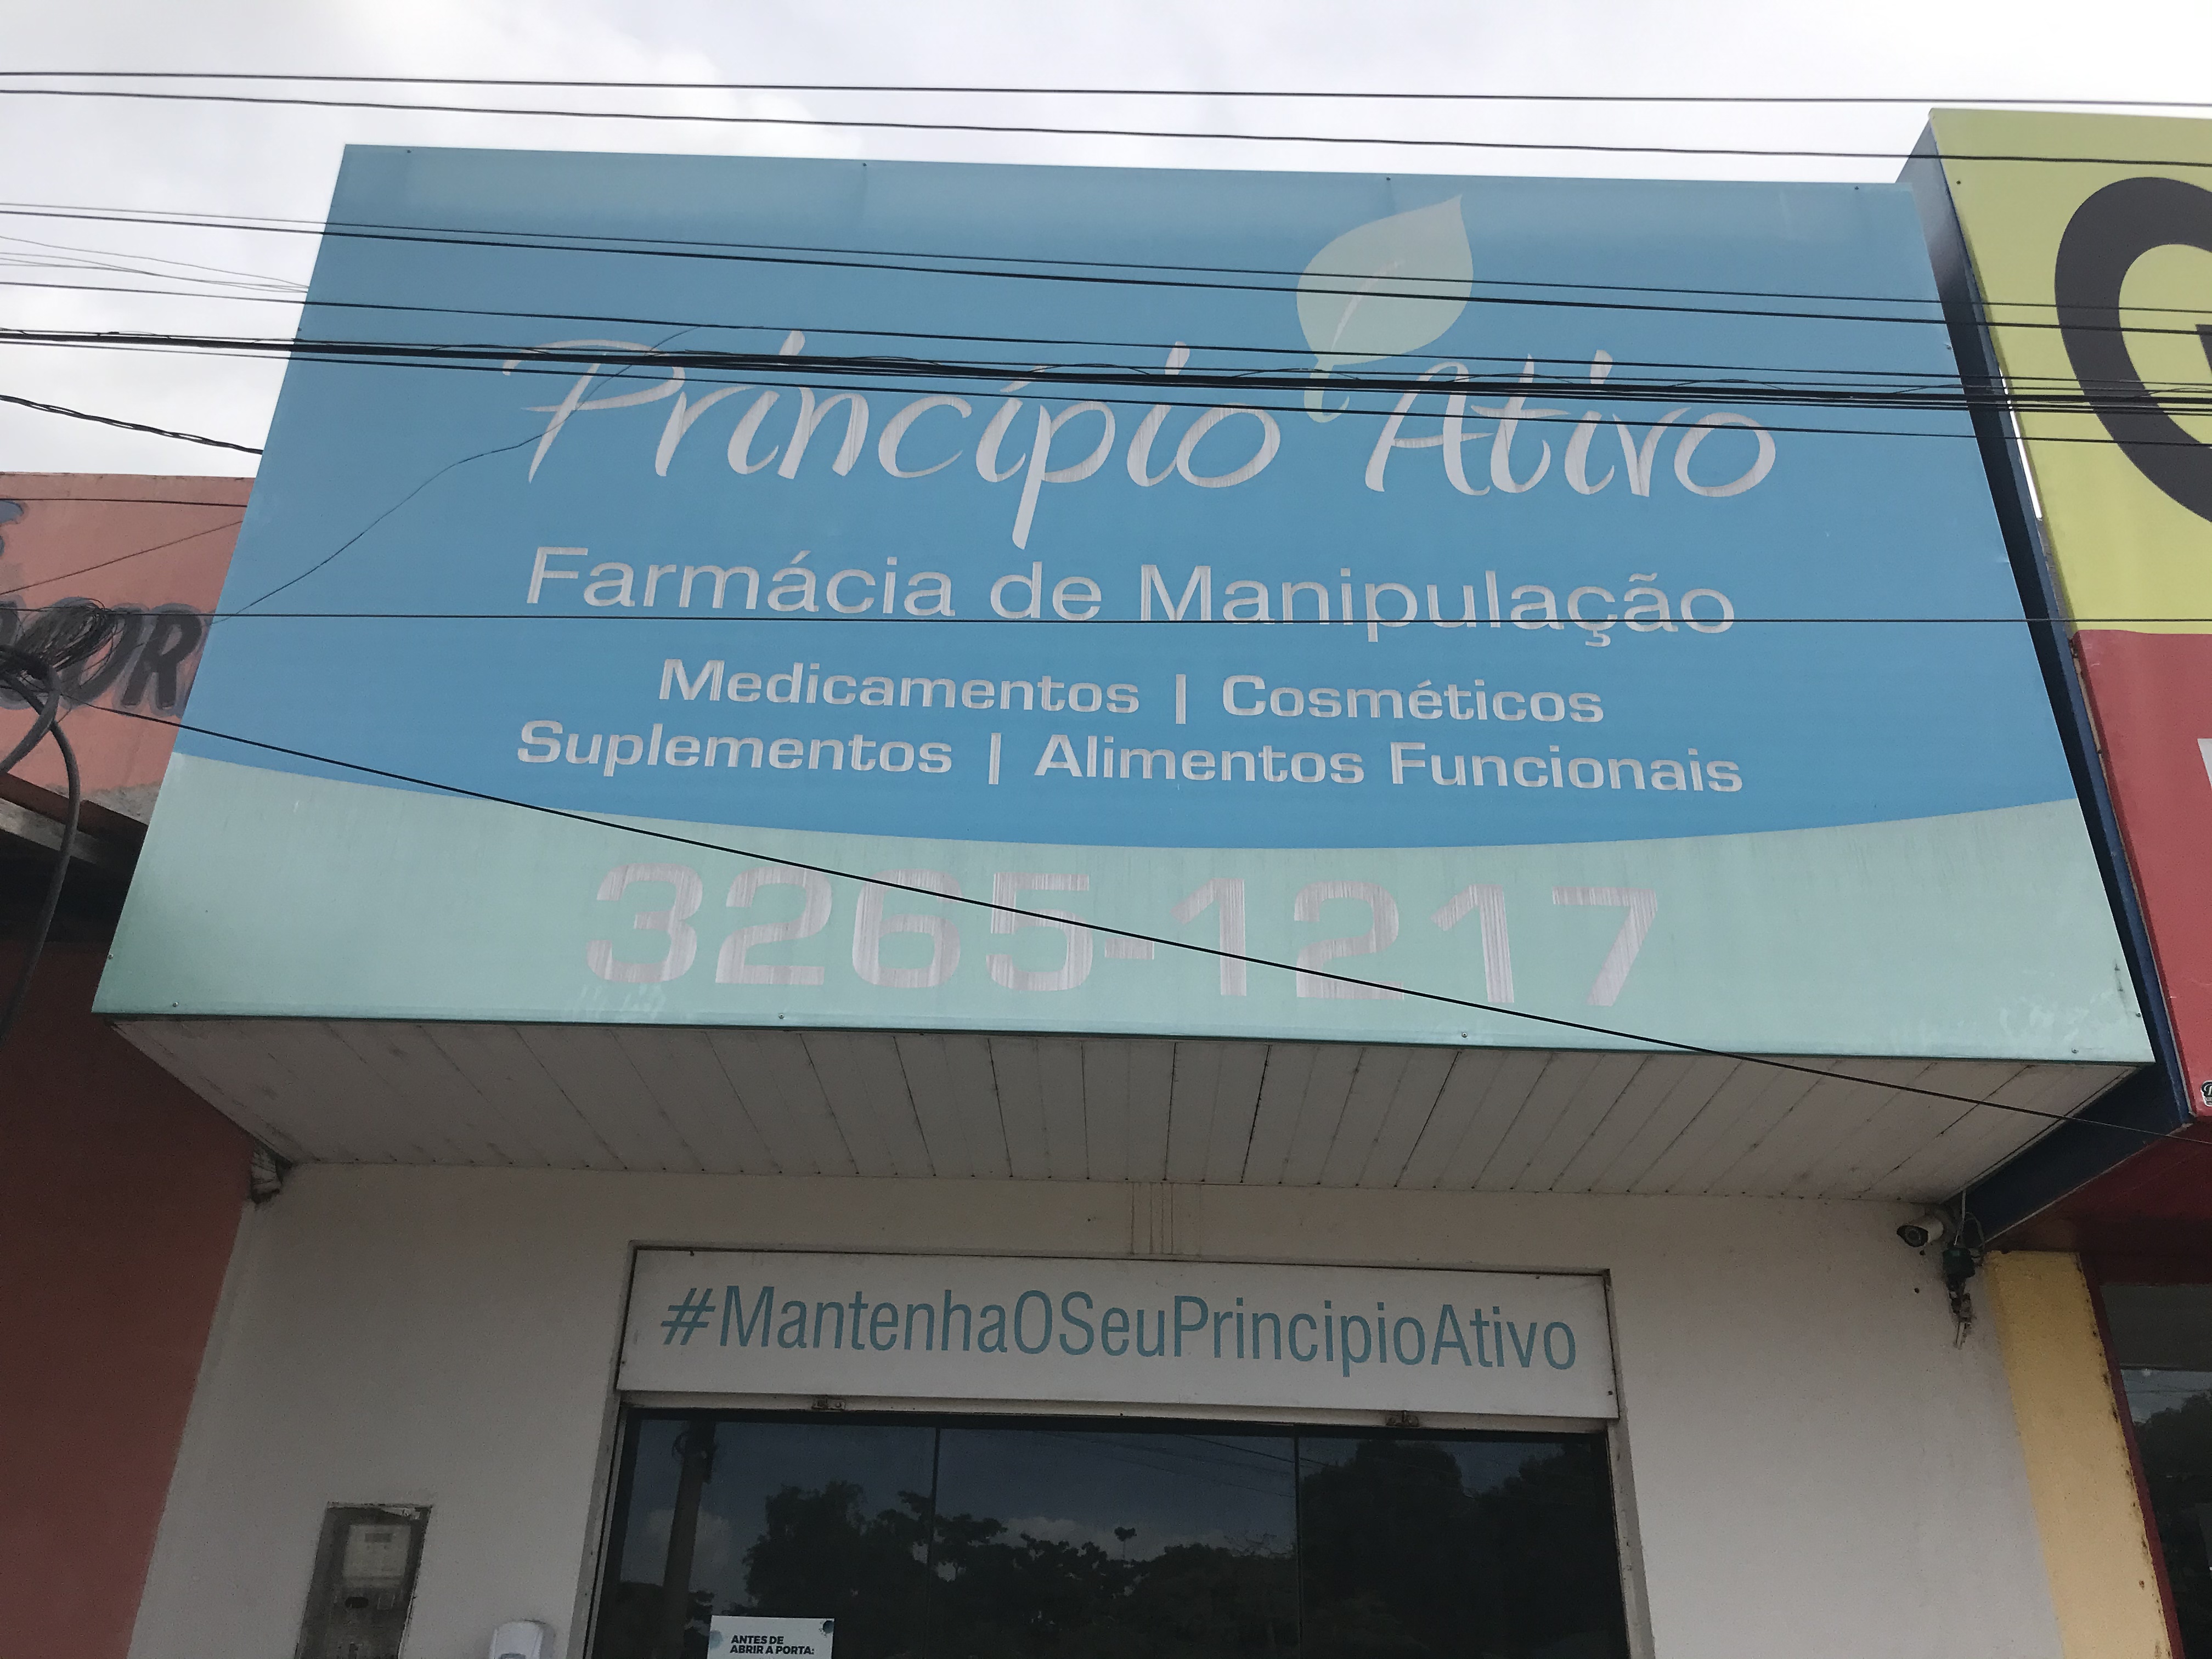 Princípio Ativo
Farmácia de Manipulação
Medicamentos | Cosméticos
Suplementos | Alimentos Funcionais
3265-1217
#MantenhaOSeuPrincipioAtivo
ANTES DE
ABRIR A PORTA: